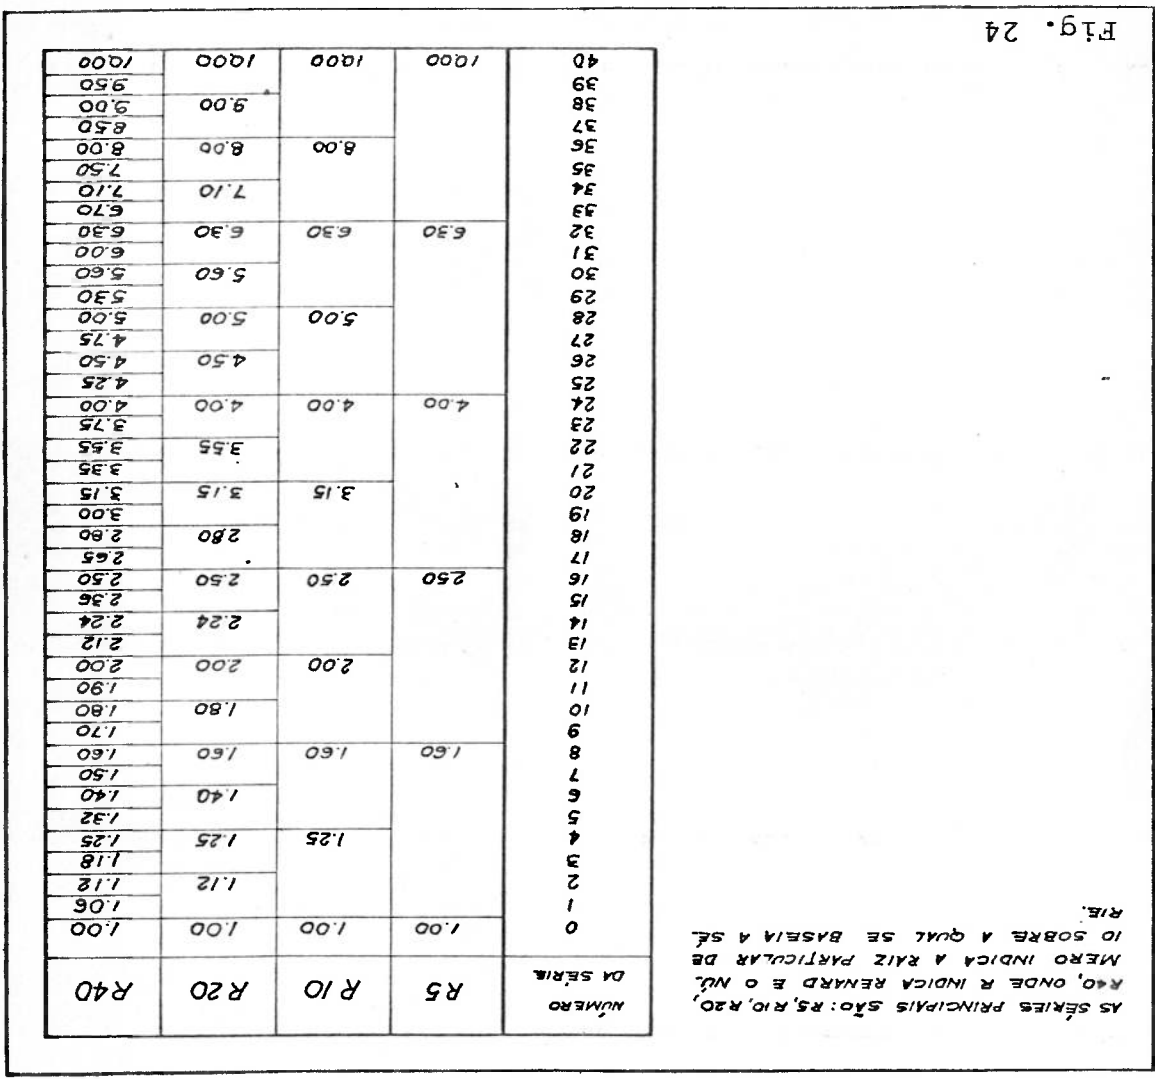 AS SÉRIES PRINCIPAIS SÃO: R5, R10, R20,
R40, ONDE R INDICA RENARD E O NÚ-
MERO INDICA A RAIZ PARTICULAR DE
10 SOBRE A QUAL SE BASEIA A SÉ_
RIE.
NÚMERO DA SÉRIE R5 R10 R20 R40
0 1.00 1.00 1.00 1.00
1 1.06
2 1.12 1.12
3 1.18
4 1.25 1.25 1.25
5 1.32
6 1.40 1.40
7 1.50
8 1.60 1.60 1.60 1.60
9 1.70
10 1.80 1.80
11 1.90
12 2.00 2.00 2.00
13 2.12
14 2.24 2.24
15 2.36
16 2.50 2.50 2.50 2.50
17 2.65
18 2.80 2.80
19 3.00
20 3.15 3.15 3.15
21 3.35
22 3.55 3.55
23 3.75
24 4.00 4.00 4.00 4.00
25 4.25
26 4.50 4.50
27 4.75
28 5.00 5.00 5.00
29 5.30
30 5.60 5.60
31 6.00
32 6.30 6.30 6.30 6.30
33 6.70
34 7.10 7.10
35 7.50
36 8.00 8.00 8.00
37 8.50
38 9.00 9.00
39 9.50
40 10.00 10.00 10.00 10.00
Fig. 24